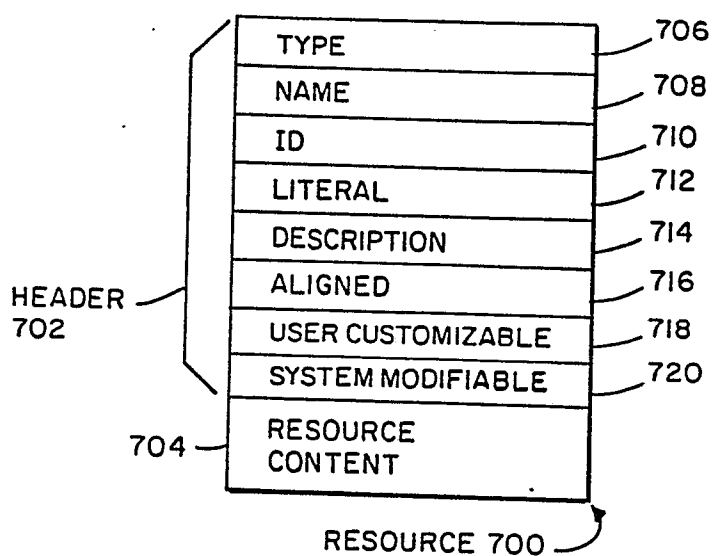 TYPE 706
NAME 708
ID 710
LITERAL 712
DESCRIPTION 714
ALIGNED 716
HEADER
702
USER CUSTOMIZABLE 718
SYSTEM MODIFIABLE 720
704
RESOURCE
CONTENT
RESOURCE 700